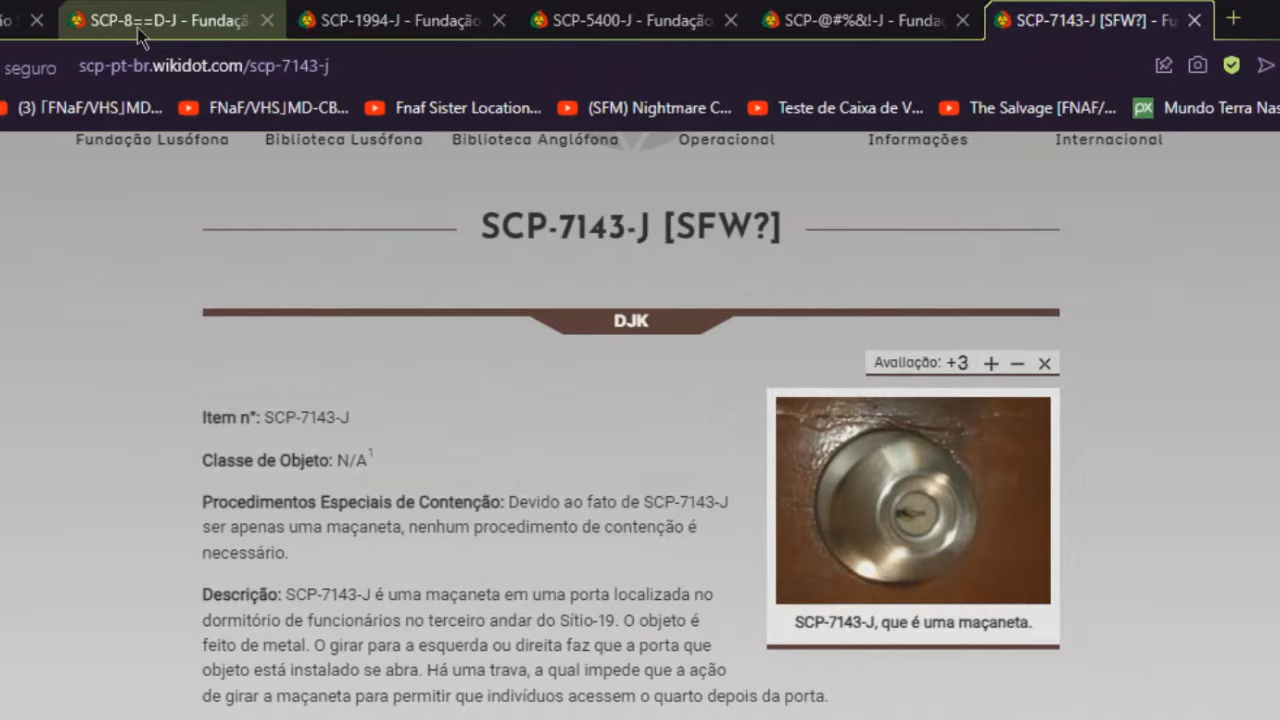 ão
SCP-8==D-J - Fundaçã
SCP-1994-J - Fundação
SCP-5400-J - Fundação
SCP-@#%&!-J - Funda
SCP-7143-J [SFW?] - Fu
seguro
scp-pt-br.wikidot.com/scp-7143-j
(3) ｢FNaF/VHS｣MD...
FNaF/VHS｣MD-CB...
Fnaf Sister Location...
(SFM) Nightmare C...
Teste de Caixa de V...
The Salvage [FNAF/...
px
Mundo Terra Nas
Fundação Lusófona
Biblioteca Lusófona
Biblioteca Anglófona
Operacional
Informações
Internacional
SCP-7143-J [SFW?]
DJK
Avaliação: +3 + − ×
Item n°: SCP-7143-J
Classe de Objeto: N/A1
Procedimentos Especiais de Contenção: Devido ao fato de SCP-7143-J
ser apenas uma maçaneta, nenhum procedimento de contenção é
necessário.
SCP-7143-J, que é uma maçaneta.
Descrição: SCP-7143-J é uma maçaneta em uma porta localizada no
dormitório de funcionários no terceiro andar do Sítio-19. O objeto é
feito de metal. O girar para a esquerda ou direita faz que a porta que
objeto está instalado se abra. Há uma trava, a qual impede que a ação
de girar a maçaneta para permitir que indivíduos acessem o quarto depois da porta.